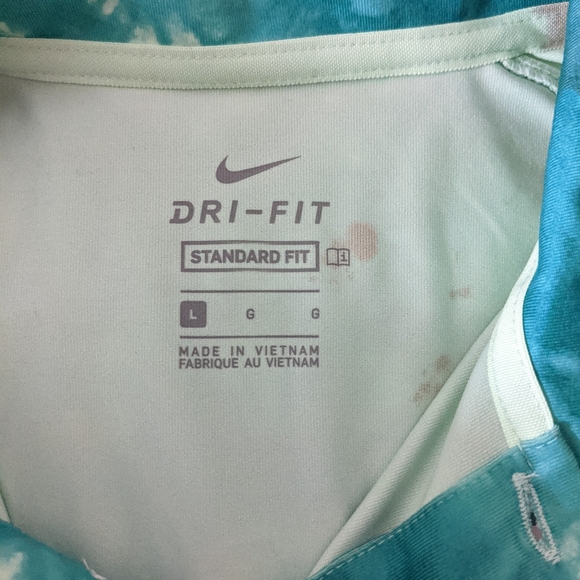 DRI-FIT
STANDARD FIT
L G G
MADE IN VIETNAM
FABRIQUE AU VIETNAM